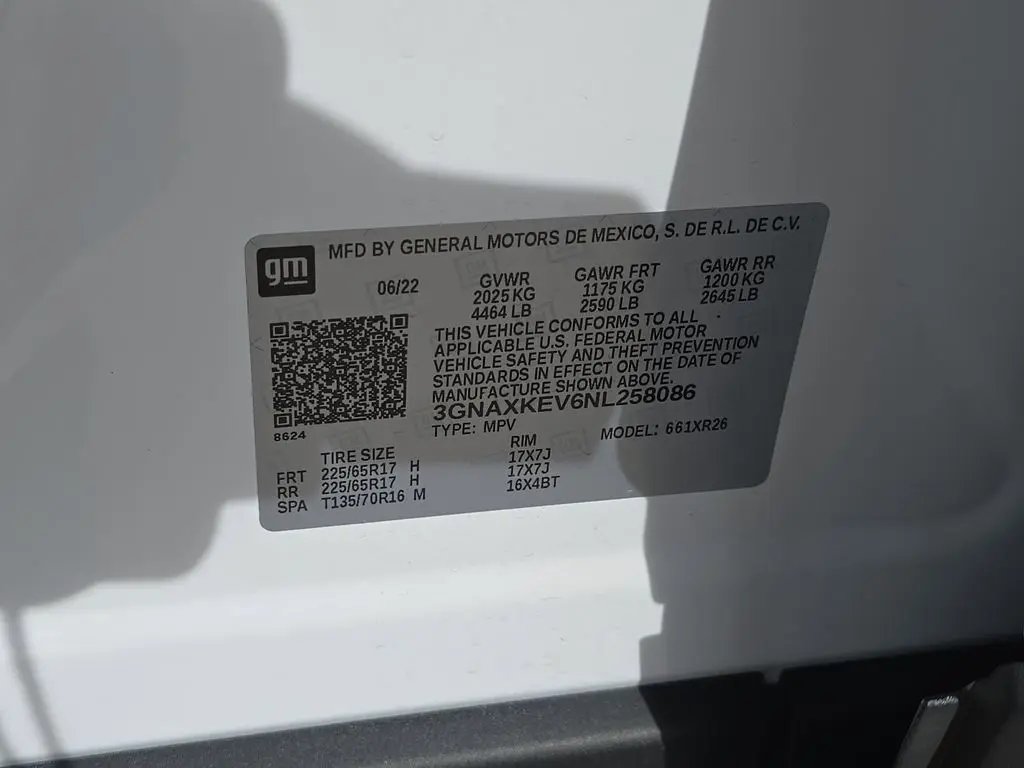 gm
MFD BY GENERAL MOTORS DE MEXICO, S. DE R.L. DE C.V.
06/22 GVWR GAWR FRT GAWR RR
2025 KG 1175 KG 1200 KG
4464 LB 2590 LB 2645 LB
THIS VEHICLE CONFORMS TO ALL
APPLICABLE U.S. FEDERAL MOTOR
VEHICLE SAFETY AND THEFT PREVENTION
STANDARDS IN EFFECT ON THE DATE OF
MANUFACTURE SHOWN ABOVE.
3GNAXKEV6NL258086
8624
TYPE: MPV MODEL: 661XR26
TIRE SIZE RIM
FRT 225/65R17 H 17X7J
RR 225/65R17 H 17X7J
SPA T135/70R16 M 16X4BT